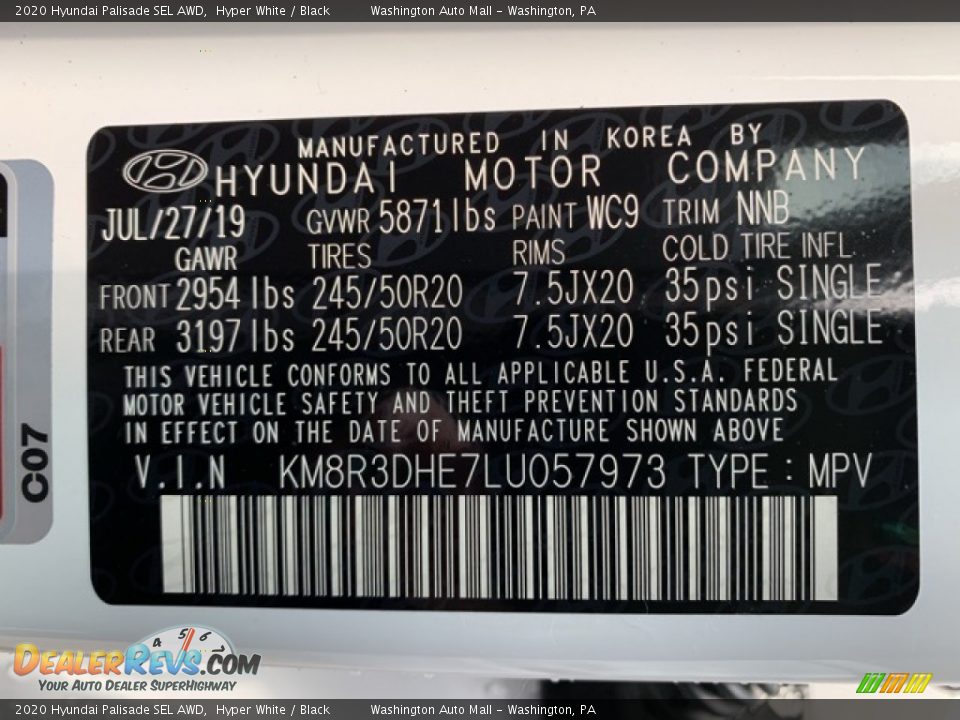 2020 Hyundai Palisade SEL AWD, Hyper White / Black Washington Auto Mall - Washington, PA
MANUFACTURED IN KOREA BY
HYUNDAI MOTOR COMPANY
JUL/27/19 GVWR 5871lbs PAINT WC9 TRIM NNB
GAWR TIRES RIMS COLD TIRE INFL.
FRONT 2954 lbs 245/50R20 7.5JX20 35psi SINGLE
REAR 3197 lbs 245/50R20 7.5JX20 35psi SINGLE
THIS VEHICLE CONFORMS TO ALL APPLICABLE U.S.A. FEDERAL
MOTOR VEHICLE SAFETY AND THEFT PREVENTION STANDARDS
IN EFFECT ON THE DATE OF MANUFACTURE SHOWN ABOVE
V.I.N KM8R3DHE7LU057973 TYPE : MPV
C07
4 5 6
DEALERREVS.COM
YOUR AUTO DEALER SUPERHIGHWAY
2020 Hyundai Palisade SEL AWD, Hyper White / Black Washington Auto Mall - Washington, PA